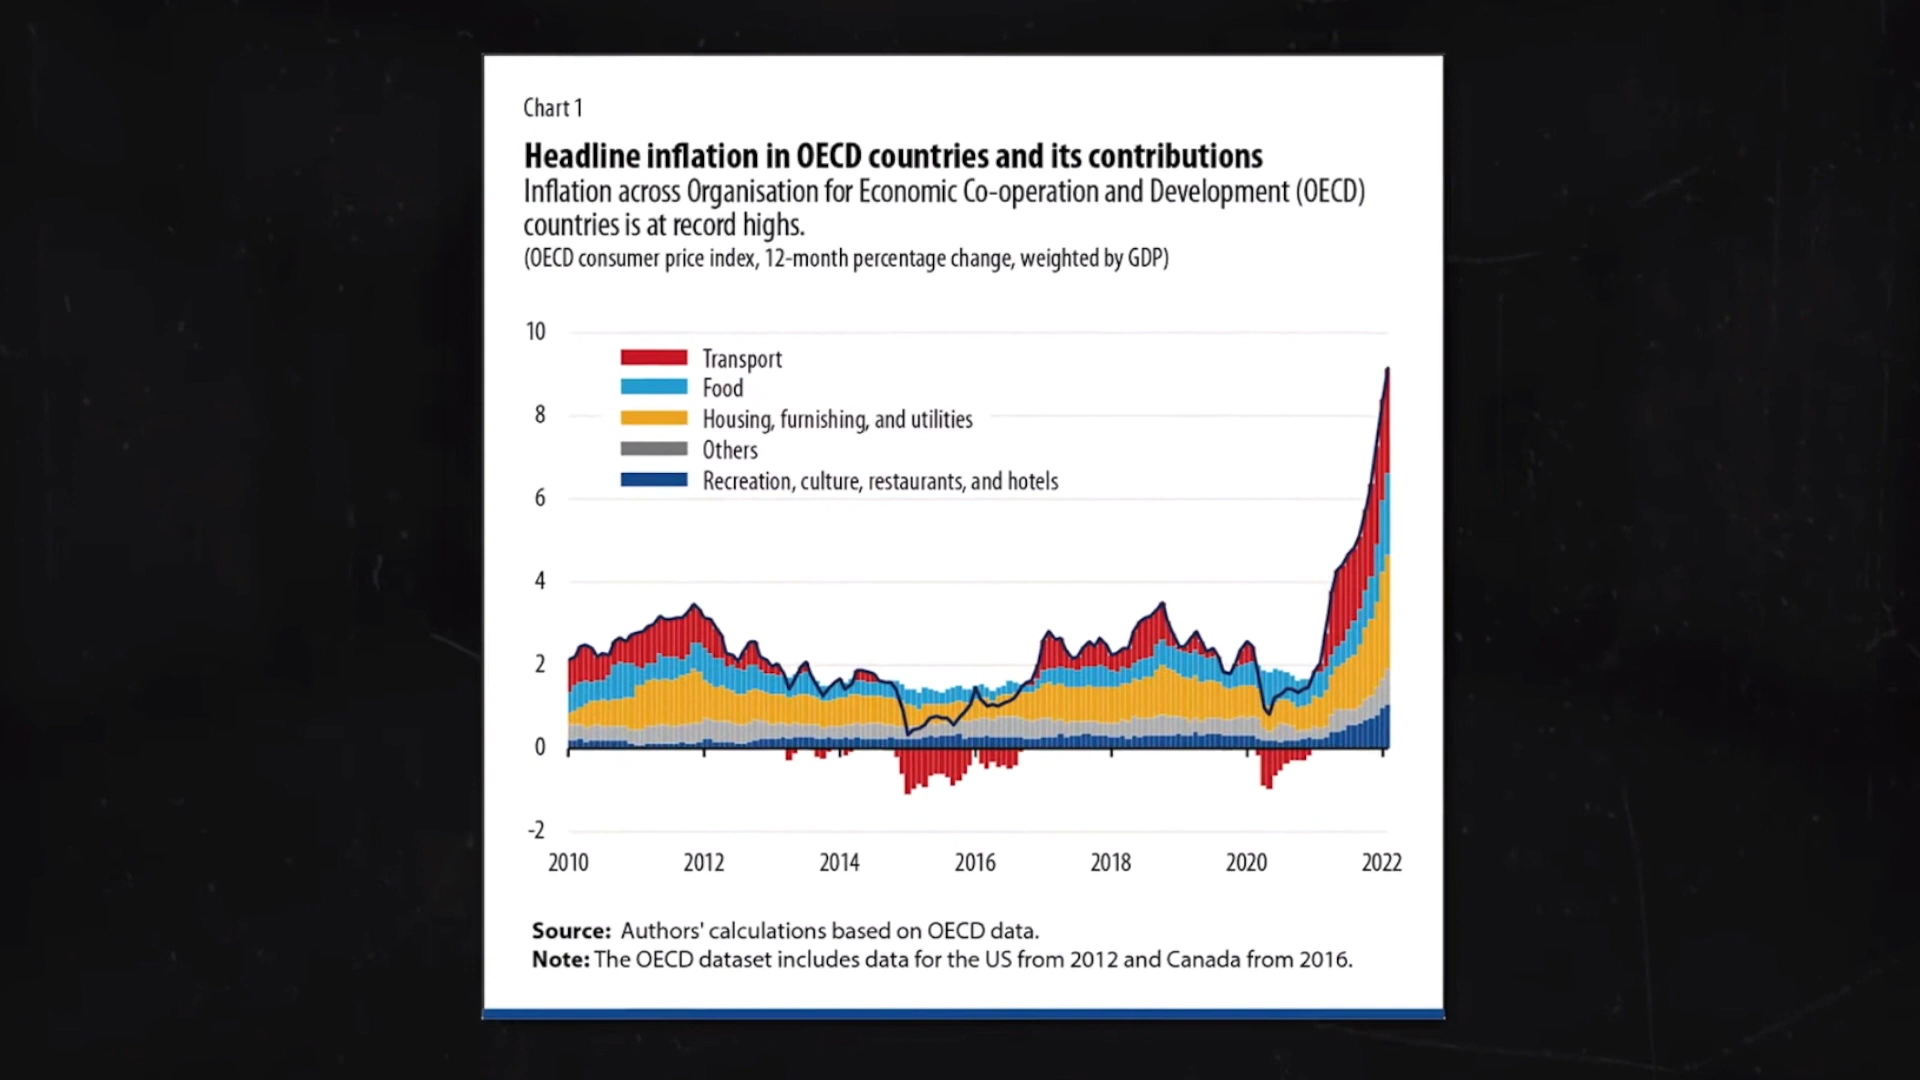 Chart 1
Headline inflation in OECD countries and its contributions
Inflation across Organisation for Economic Co-operation and Development (OECD)
countries is at record highs.
(OECD consumer price index, 12-month percentage change, weighted by GDP)
10
Transport
Food
8
Housing, furnishing, and utilities
Others
Recreation, culture, restaurants, and hotels
6
4
2
0
-2
2010 2012 2014 2016 2018 2020 2022
Source: Authors' calculations based on OECD data.
Note: The OECD dataset includes data for the US from 2012 and Canada from 2016.